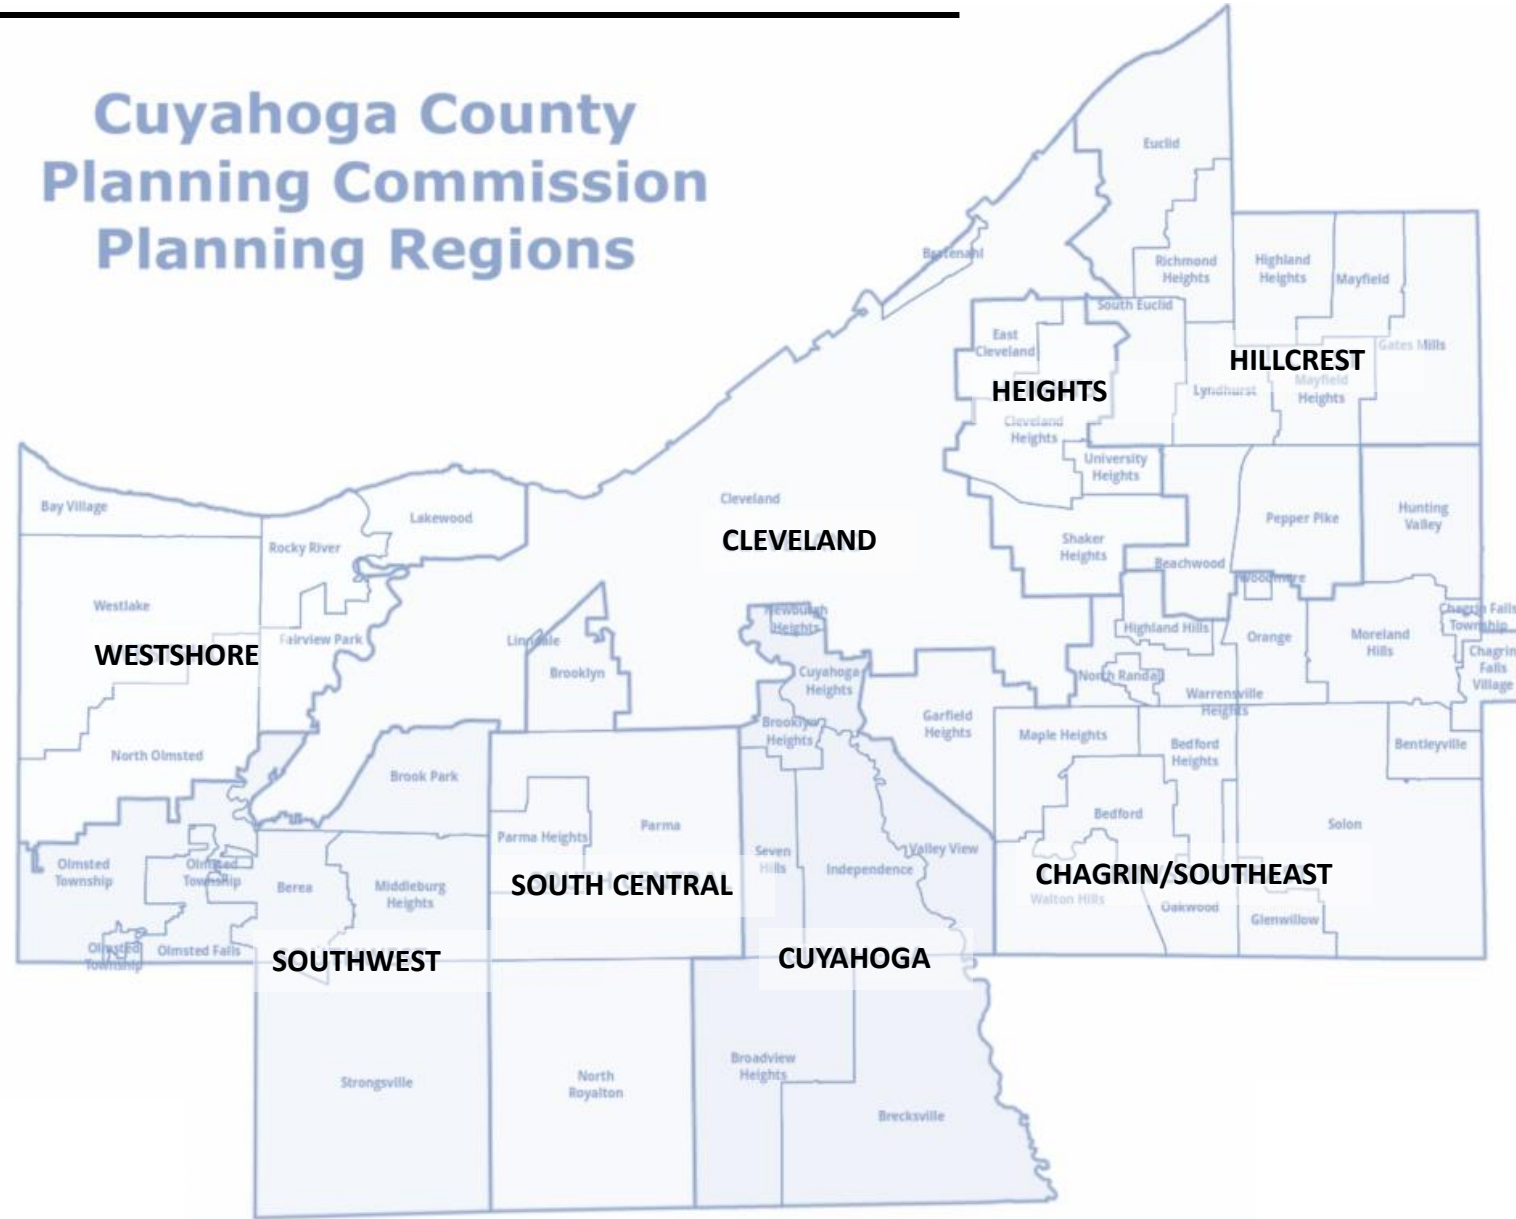 Cuyahoga County
Planning Commission
Planning Regions
Euclid
Bratenahl
Richmond
Heights
Highland
Heights
Mayfield
South Euclid
East
Cleveland
Gates Mills
HILLCREST
HEIGHTS
Lyndhurst
Mayfield
Heights
Cleveland
Heights
University
Heights
Bay Village
Lakewood
Rocky River
Cleveland
CLEVELAND
Pepper Pike
Hunting
Valley
Shaker
Heights
Beachwood
Woodmere
Westlake
Fairview Park
WESTSHORE
Linndale
Brooklyn
Newburgh
Heights
Cuyahoga
Heights
Brooklyn
Heights
Highland Hills
Orange
Moreland
Hills
Chagrin Falls
Township
Chagrin
Falls
Village
North Randall
Warrensville
Heights
Garfield
Heights
Maple Heights
Bedford
Heights
Bentleyville
North Olmsted
Brook Park
Parma Heights
Parma
Bedford
Solon
Olmsted
Township
Olmsted
Township
Berea
Middleburg
Heights
SOUTH CENTRAL
Seven
Hills
Independence
Valley View
CHAGRIN/SOUTHEAST
Walton Hills
Oakwood
Glenwillow
Olmsted
Township
Olmsted Falls
SOUTHWEST
CUYAHOGA
Strongsville
North
Royalton
Broadview
Heights
Brecksville